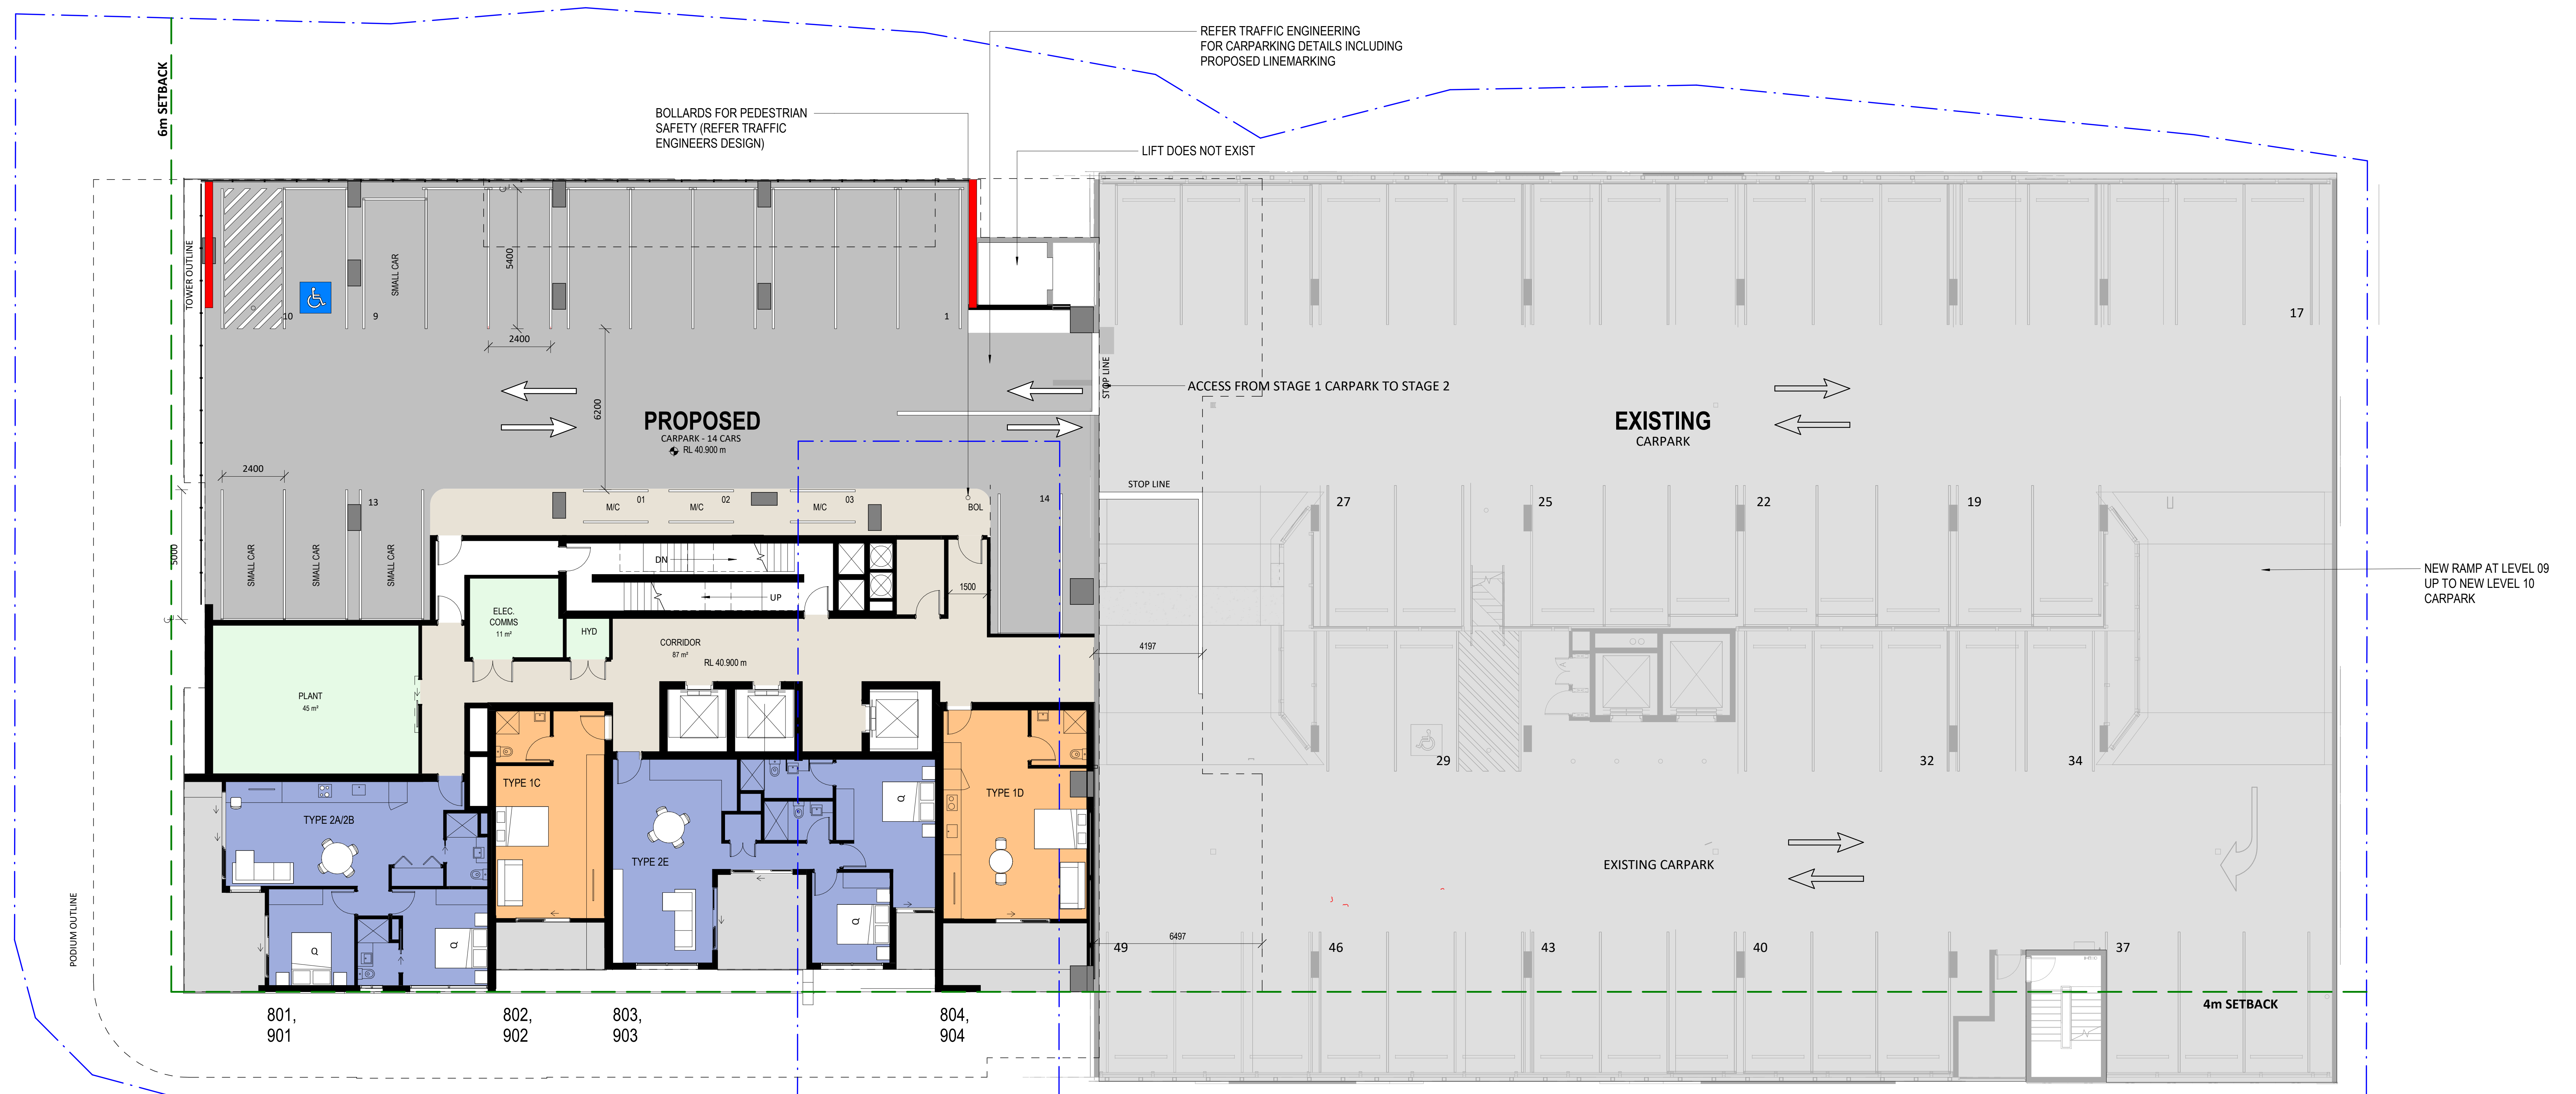 REFER TRAFFIC ENGINEERING
FOR CARPARKING DETAILS INCLUDING
PROPOSED LINEMARKING
6m SETBACK
BOLLARDS FOR PEDESTRIAN
SAFETY (REFER TRAFFIC
ENGINEERS DESIGN)
LIFT DOES NOT EXIST
TOWER OUTLINE
SMALL CAR
5400
10
9
1
17
2400
STOP LINE
ACCESS FROM STAGE 1 CARPARK TO STAGE 2
6200
PROPOSED
CARPARK - 14 CARS
RL 40.900 m
EXISTING
CARPARK
2400
STOP LINE
13
01
02
03
14
27
25
22
19
M/C
M/C
M/C
BOL
5000
SMALL CAR
SMALL CAR
SMALL CAR
DN
UP
1500
NEW RAMP AT LEVEL 09
UP TO NEW LEVEL 10
CARPARK
ELEC.
COMMS
11 m²
HYD
CORRIDOR
87 m²
RL 40.900 m
4197
PLANT
45 m²
29
32
34
TYPE 1C
TYPE 1D
TYPE 2A/2B
TYPE 2E
Q
Q
Q
Q
EXISTING CARPARK
PODIUM OUTLINE
6497
49
46
43
40
37
4m SETBACK
801,
901
802,
902
803,
903
804,
904